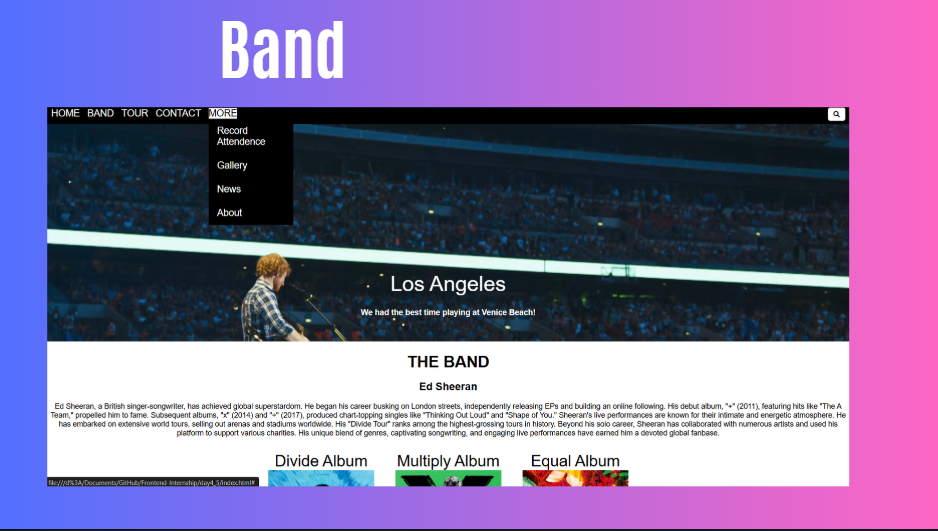 Band
HOME BAND TOUR CONTACT MORE
Record
Attendence
Gallery
News
About
Los Angeles
We had the best time playing at Venice Beach!
THE BAND
Ed Sheeran
Ed Sheeran, a British singer-songwriter, has achieved global superstardom. He began his career busking on London streets, independently releasing EPs and building an online following. His debut album, "+" (2011), featuring hits like "The A
Team," propelled him to fame. Subsequent albums, "x" (2014) and "÷" (2017), produced chart-topping singles like "Thinking Out Loud" and "Shape of You." Sheeran's live performances are known for their intimate and energetic atmosphere. He
has embarked on extensive world tours, selling out arenas and stadiums worldwide. His "Divide Tour" ranks among the highest-grossing tours in history. Beyond his solo career, Sheeran has collaborated with numerous artists and used his
platform to support various charities. His unique blend of genres, captivating songwriting, and engaging live performances have earned him a devoted global fanbase.
Divide Album Multiply Album Equal Album
file:///d%3A/Documents/GitHub/Frontend-Internship/day4_5/index.html#